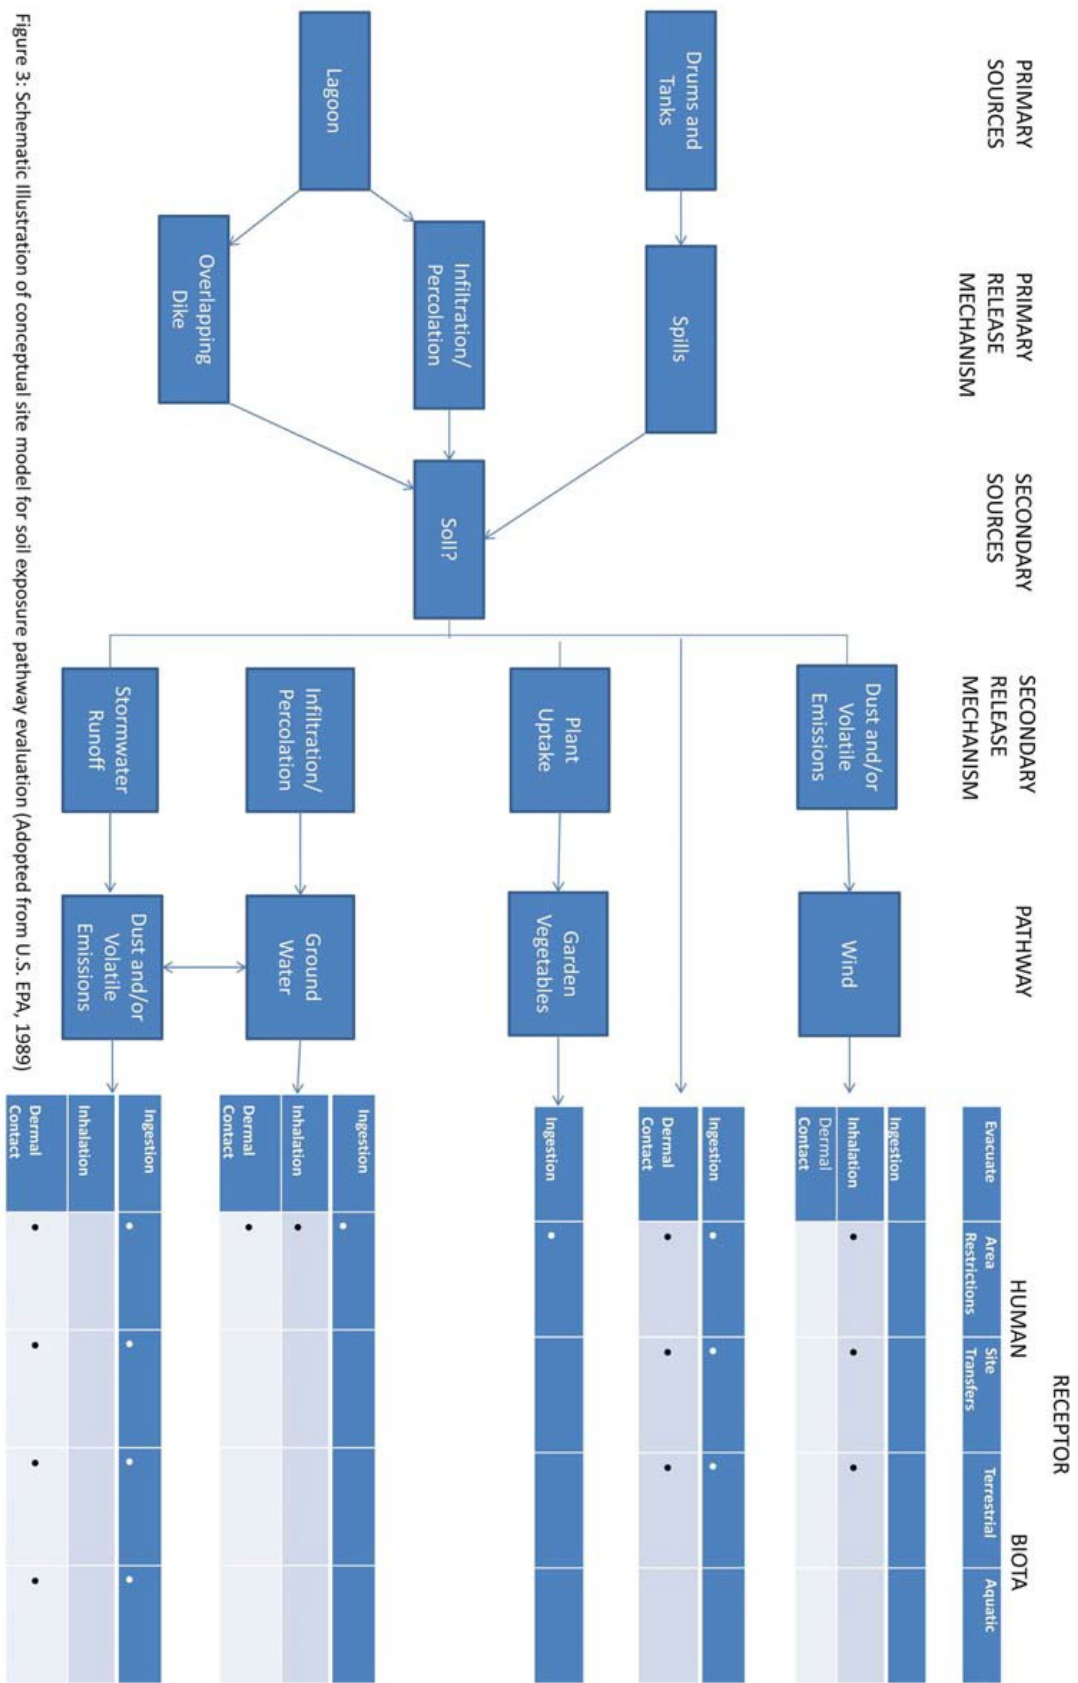 RECEPTOR
HUMAN
BIOTA
PRIMARY
SOURCES
PRIMARY
RELEASE
MECHANISM
SECONDARY
SOURCES
SECONDARY
RELEASE
MECHANISM
PATHWAY
Evacuate
Area
Restrictions
Site
Transfers
Terrestrial
Aquatic
Drums and
Tanks
Spills
Lagoon
Infiltration/
Percolation
Overlapping
Dike
Soll?
Dust and/or
Volatile
Emissions
Wind
Ingestion
Inhalation
Dermal
Contact
Ingestion
Dermal
Contact
Plant
Uptake
Garden
Vegetables
Ingestion
Infiltration/
Percolation
Ground
Water
Ingestion
Inhalation
Dermal
Contact
Stormwater
Runoff
Dust and/or
Volatile
Emissions
Ingestion
Inhalation
Dermal
Contact
Figure 3: Schematic Illustration of conceptual site model for soil exposure pathway evaluation (Adopted from U.S. EPA, 1989)